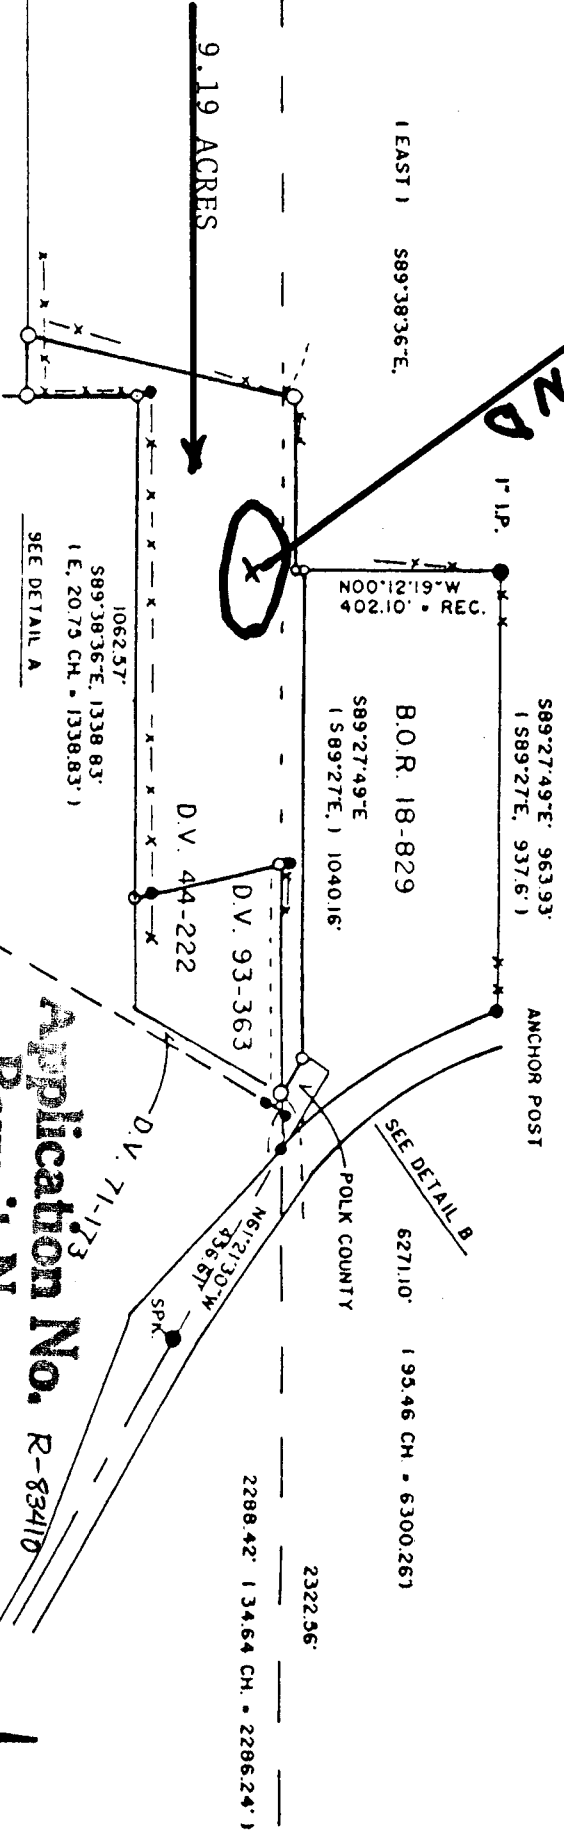 9.19 ACRES
( EAST )   S89°38'36"E,
1" I.P.
N00°12'19"W
402.10' = REC.
S89°27'49"E   963.93'
( S89°27'E,   937.6' )
B.O.R. 18-829
S89°27'49"E
( S89°27'E, ) 1040.16'
ANCHOR POST
SEE DETAIL A
1062.57'
S89°38'36"E, 1338.83'
( E, 20.75 CH. = 1338.83' )
D.V. 44-222
D.V. 93-363
D.V. 71-173
POLK COUNTY
SEE DETAIL B
N61°21'30"W
SPK.
6271.10'   ( 95.46 CH. = 6300.26')
2322.56'
2288.42'   ( 34.64 CH. = 2286.24' )
Application No. R-83410